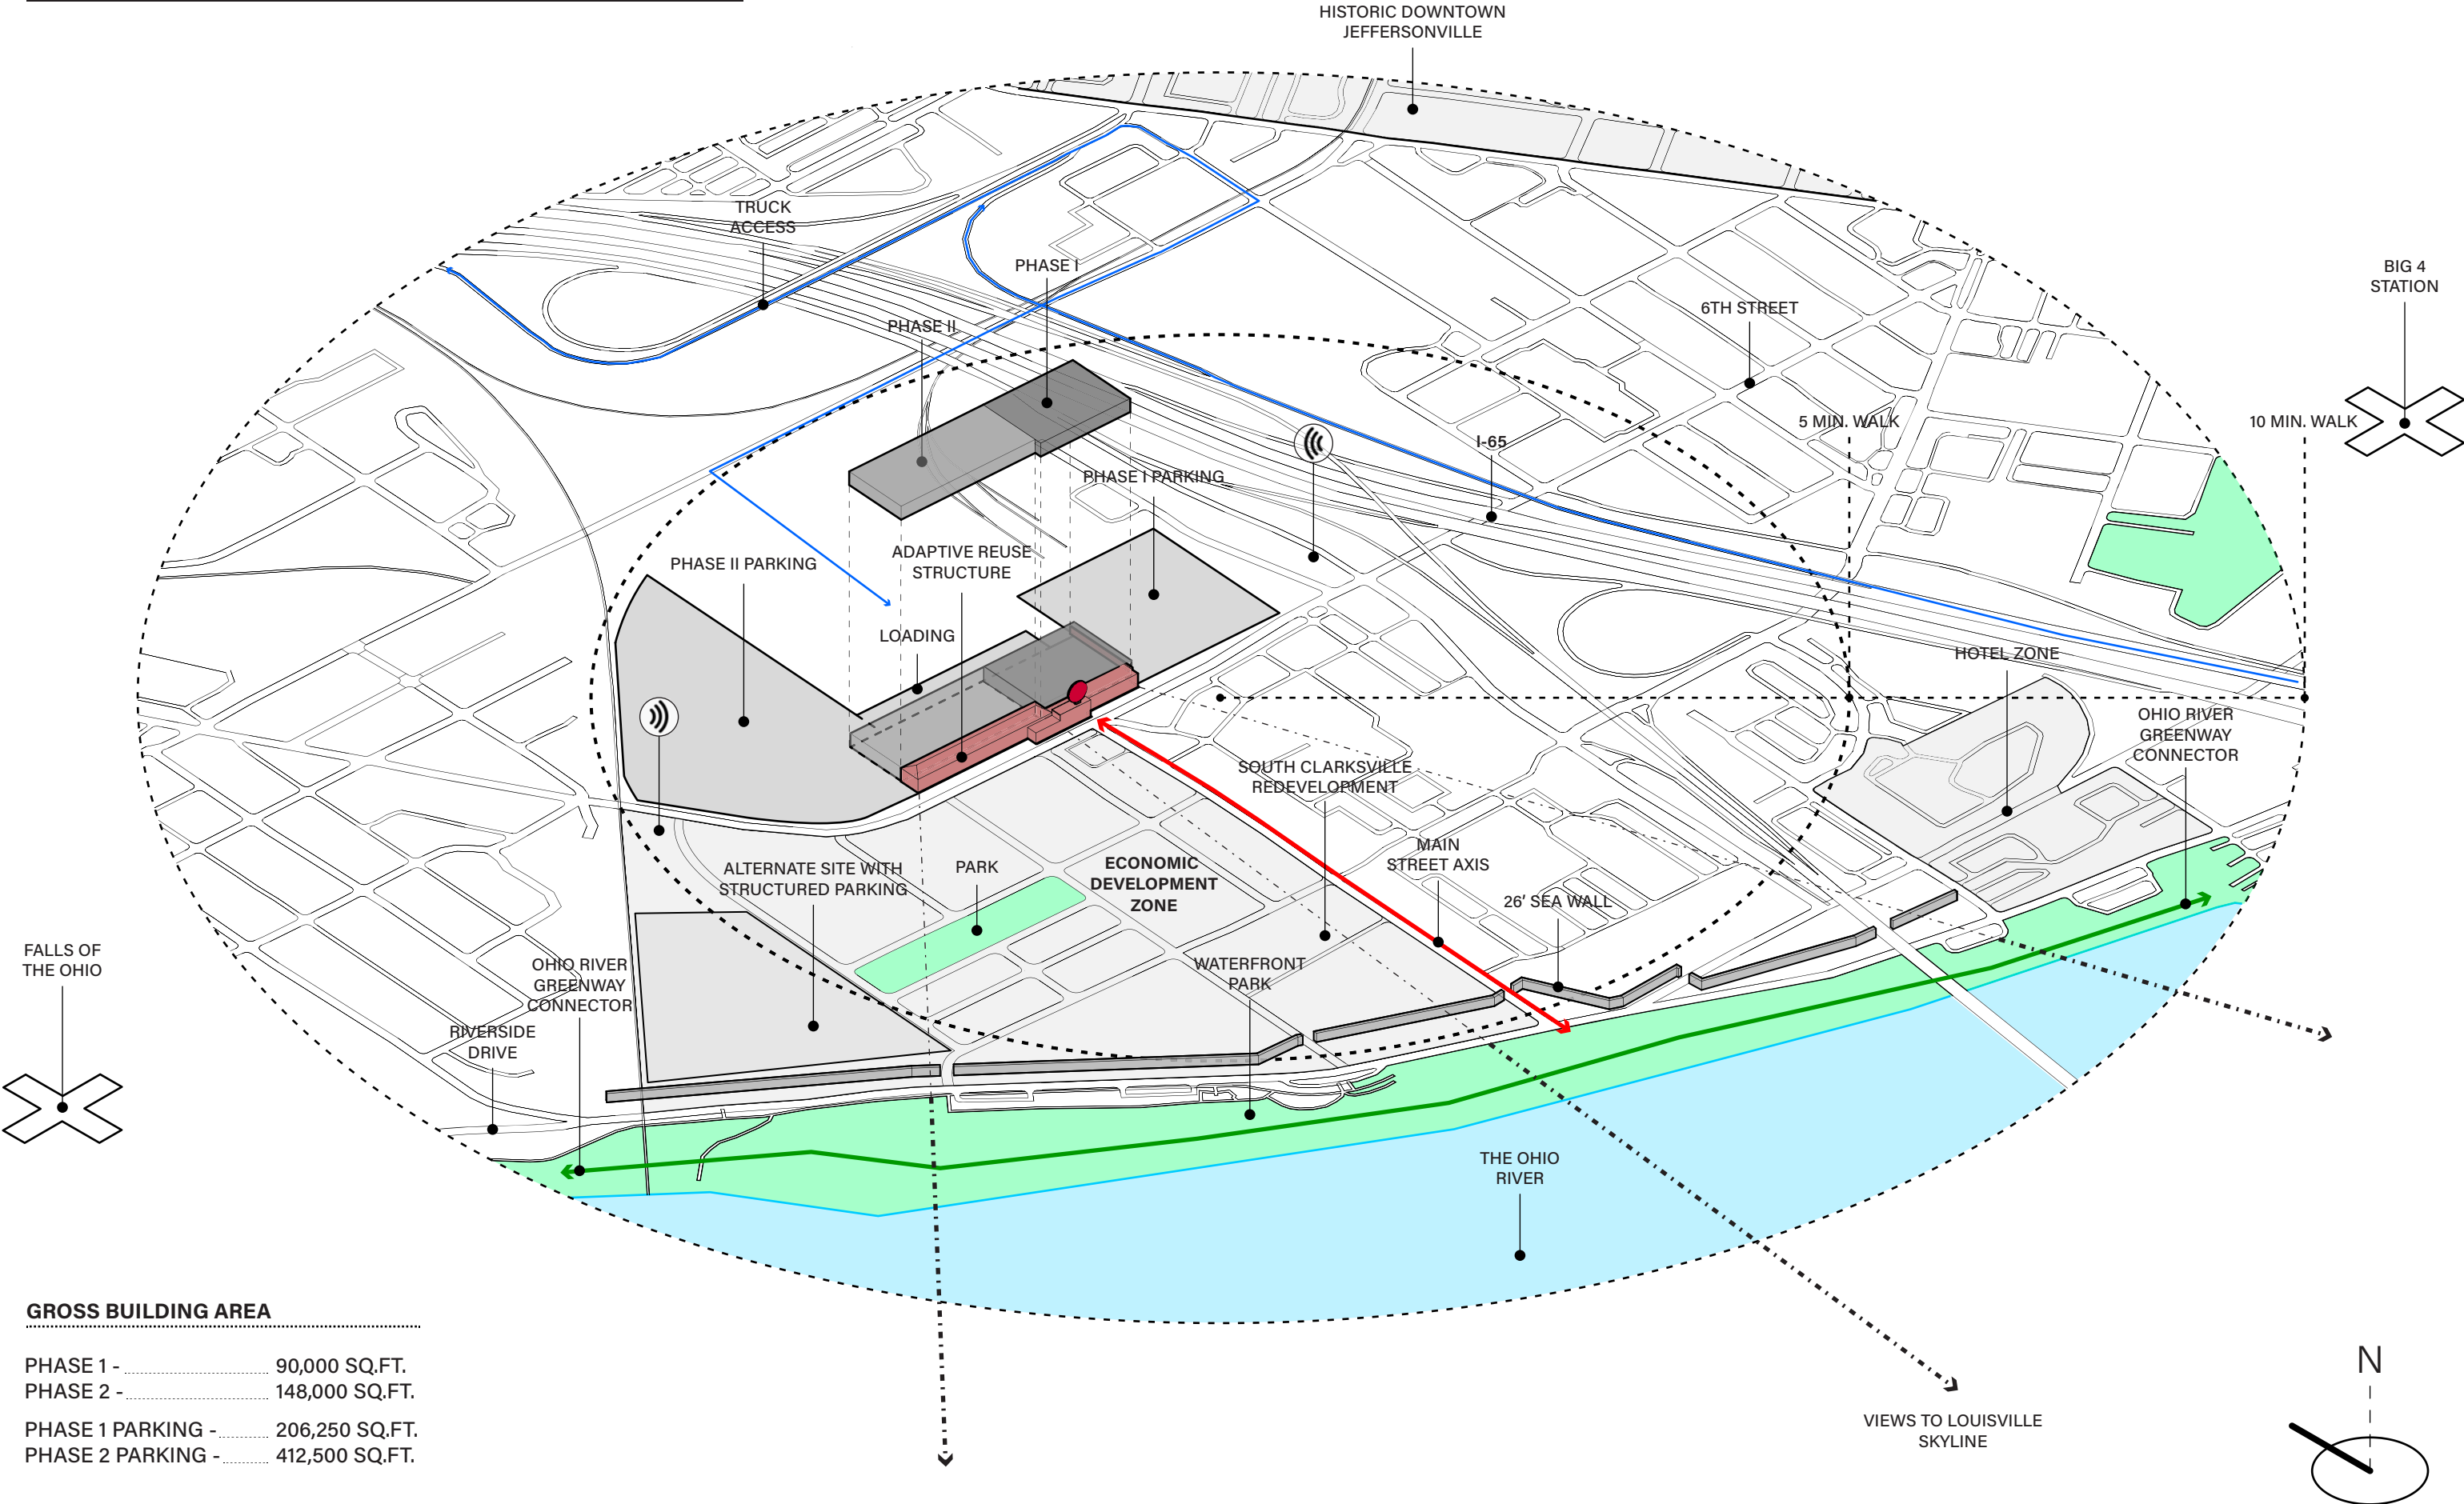 HISTORIC DOWNTOWN
JEFFERSONVILLE
TRUCK
ACCESS
PHASE I
BIG 4
STATION
6TH STREET
PHASE II
5 MIN. WALK
10 MIN. WALK
I-65
PHASE I PARKING
ADAPTIVE REUSE
STRUCTURE
PHASE II PARKING
LOADING
HOTEL ZONE
OHIO RIVER
GREENWAY
CONNECTOR
SOUTH CLARKSVILLE
REDEVELOPMENT
MAIN
STREET AXIS
ECONOMIC
DEVELOPMENT
ZONE
PARK
ALTERNATE SITE WITH
STRUCTURED PARKING
26' SEA WALL
FALLS OF
THE OHIO
OHIO RIVER
GREENWAY
CONNECTOR
WATERFRONT
PARK
RIVERSIDE
DRIVE
THE OHIO
RIVER
GROSS BUILDING AREA
PHASE 1 - 90,000 SQ.FT.
PHASE 2 - 148,000 SQ.FT.
PHASE 1 PARKING - 206,250 SQ.FT.
PHASE 2 PARKING - 412,500 SQ.FT.
VIEWS TO LOUISVILLE
SKYLINE
N